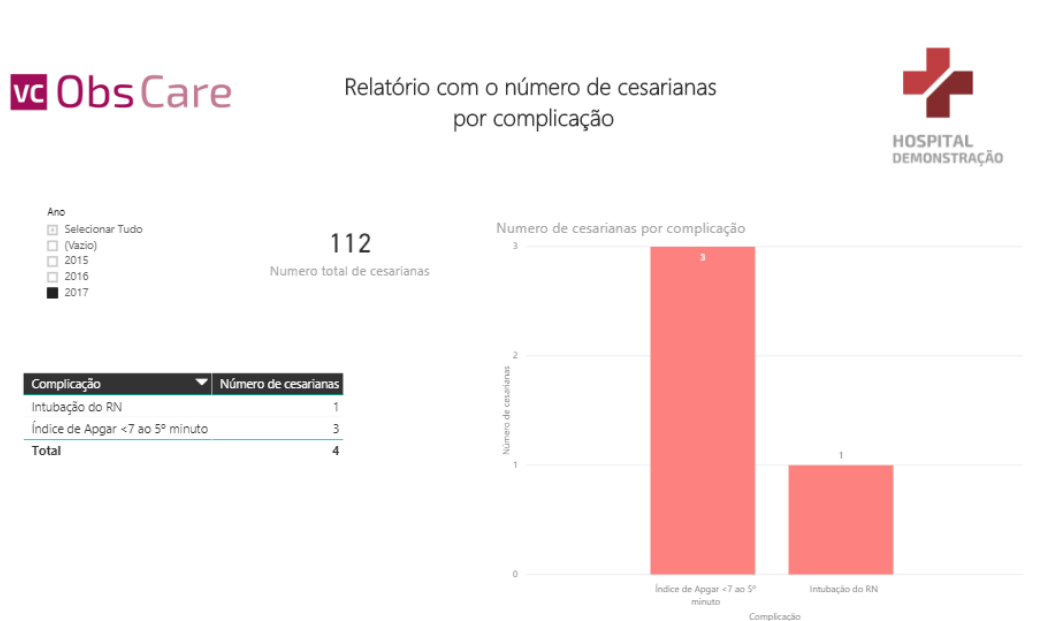 vc ObsCare
Relatório com o número de cesarianas
por complicação
HOSPITAL
DEMONSTRAÇÃO
Ano
Selecionar Tudo
(Vazio)
2015
2016
2017
112
Numero total de cesarianas
Complicação Número de cesarianas
Intubação do RN 1
Índice de Apgar <7 ao 5º minuto 3
Total 4
Numero de cesarianas por complicação
3
2
1
0
Número de cesarianas
3
1
Índice de Apgar <7 ao 5º
minuto
Intubação do RN
Complicação